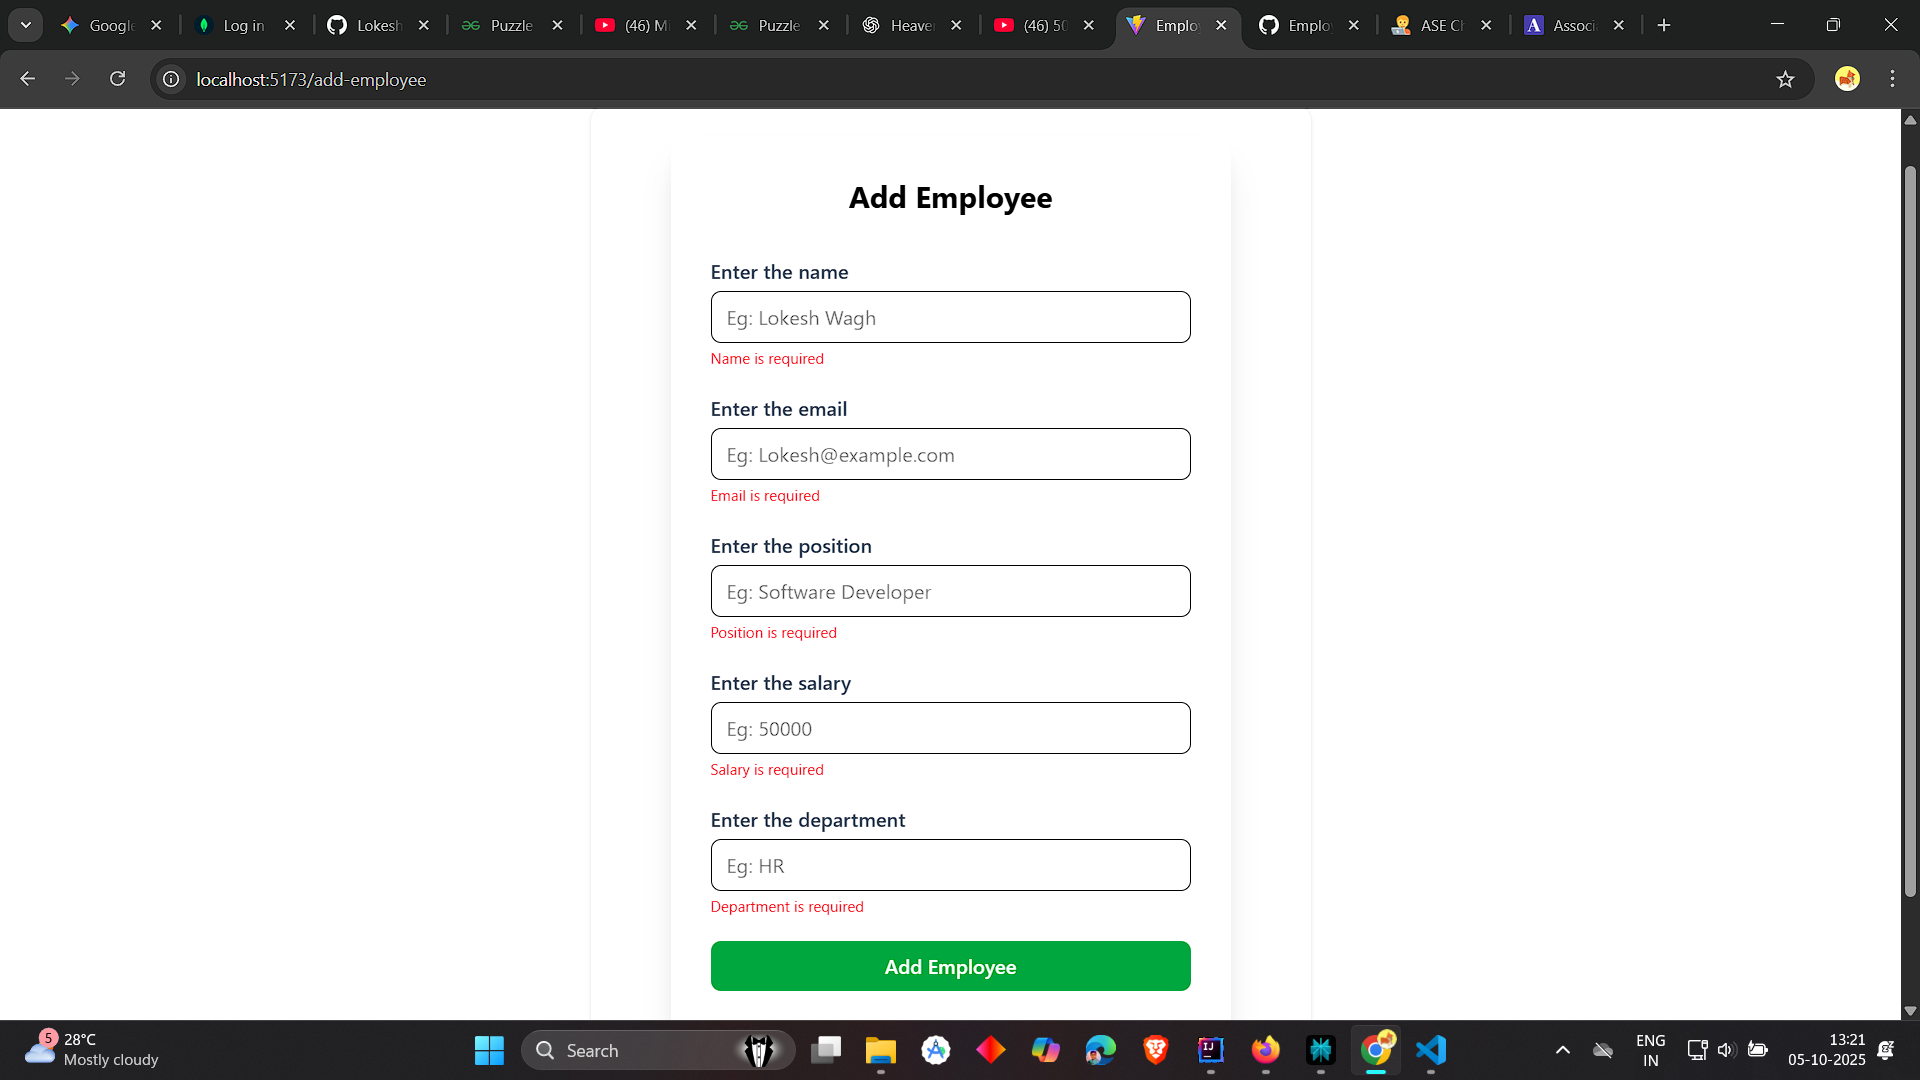 Google
Log in
Lokesh
Puzzle
(46) Mi
Puzzle
Heaven
(46) 50
Emplo
Emplo
ASE Ch
Associ
localhost:5173/add-employee
Add Employee
Enter the name
Eg: Lokesh Wagh
Name is required
Enter the email
Eg: Lokesh@example.com
Email is required
Enter the position
Eg: Software Developer
Position is required
Enter the salary
Eg: 50000
Salary is required
Enter the department
Eg: HR
Department is required
Add Employee
5
28°C
Mostly cloudy
Search
ENG
IN
13:21
05-10-2025